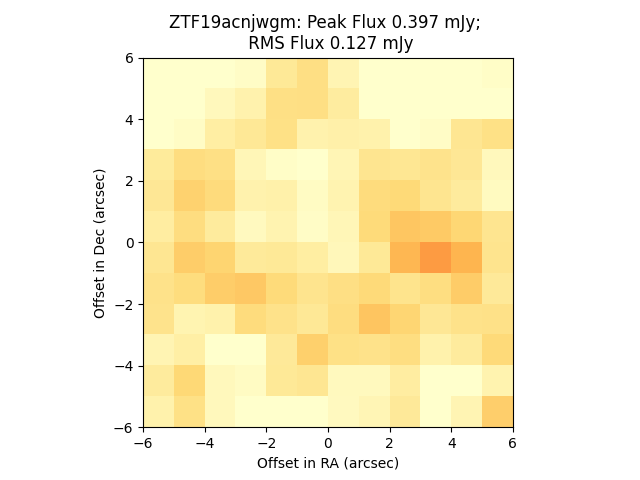 ZTF19acnjwgm: Peak Flux 0.397 mJy;
RMS Flux 0.127 mJy
6
4
2
0
−2
−4
−6
Offset in Dec (arcsec)
−6 −4 −2 0 2 4 6
Offset in RA (arcsec)